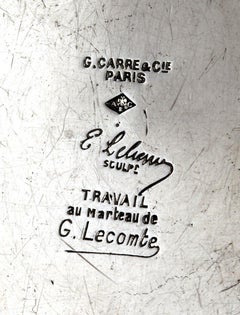 G. CARRE & CIE
PARIS
E
SCULPT
TRAVAIL
au Marteau de
G. Lecomte